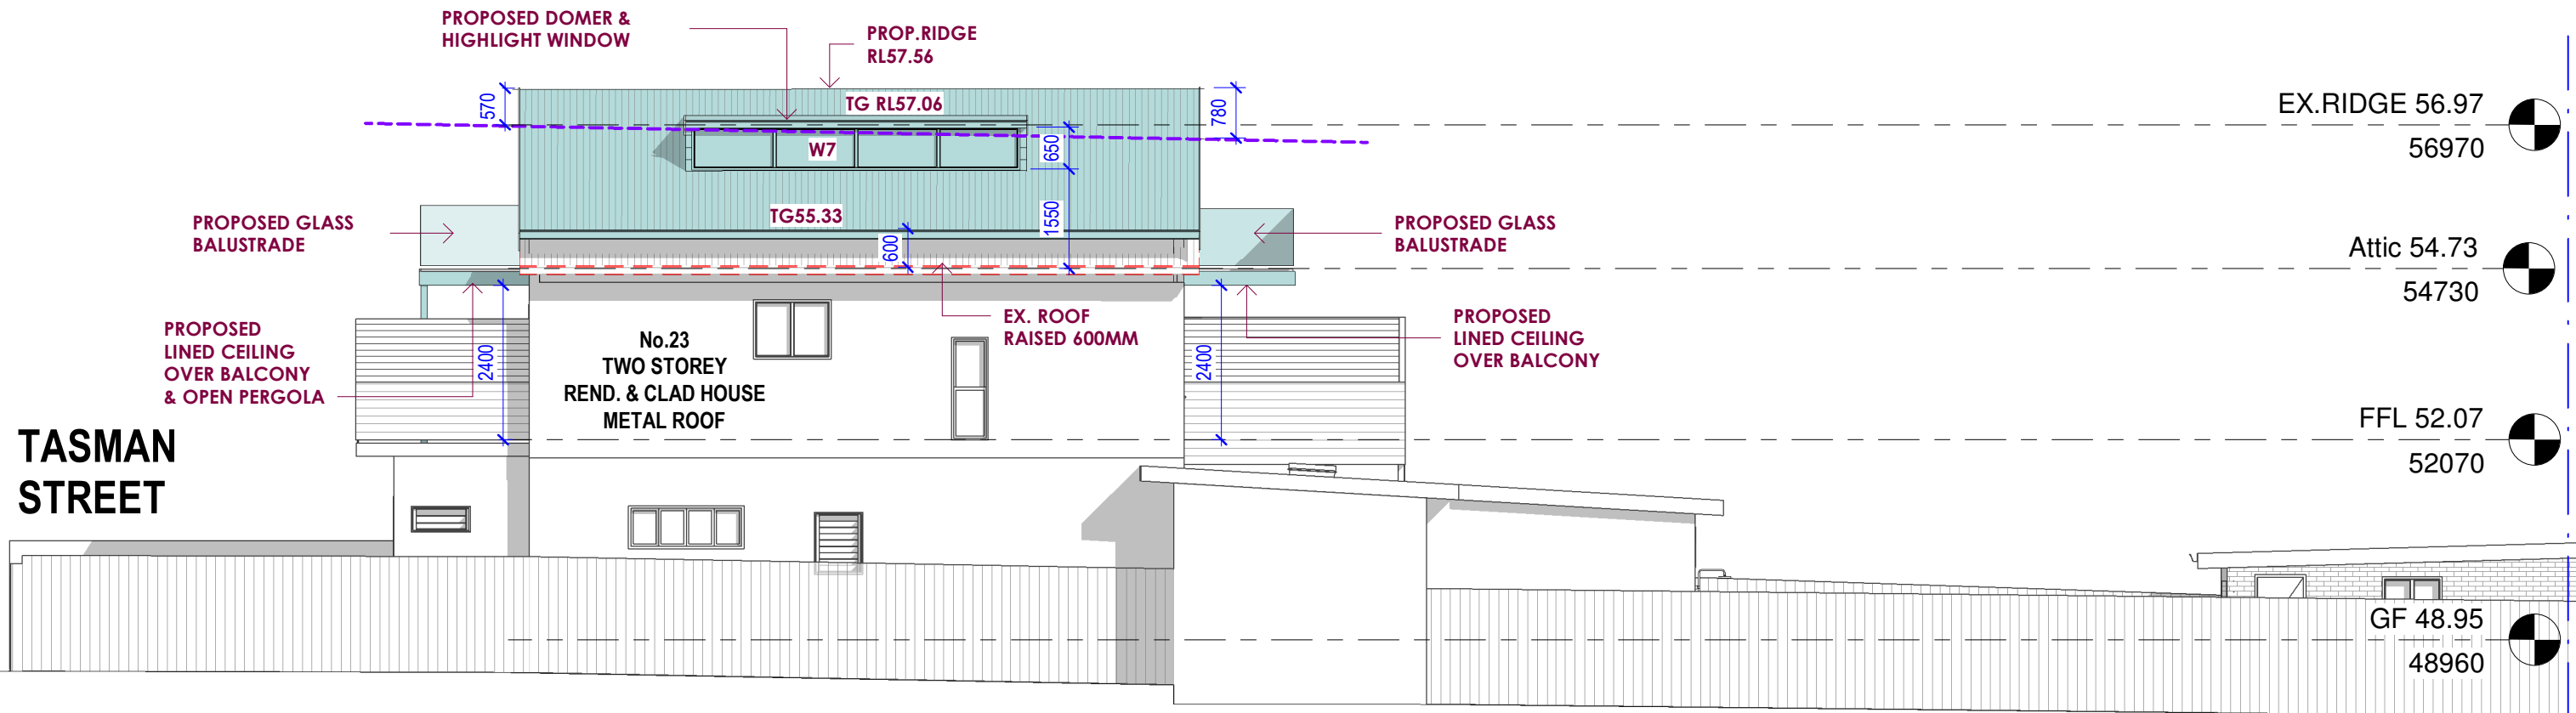 PROPOSED DOMER &
HIGHLIGHT WINDOW
PROP.RIDGE
RL57.56
570
TG RL57.06
780
EX.RIDGE 56.97
56970
W7
650
PROPOSED GLASS
BALUSTRADE
TG55.33
600
1550
PROPOSED GLASS
BALUSTRADE
Attic 54.73
54730
PROPOSED
LINED CEILING
OVER BALCONY
& OPEN PERGOLA
2400
No.23
TWO STOREY
REND. & CLAD HOUSE
METAL ROOF
EX. ROOF
RAISED 600MM
2400
PROPOSED
LINED CEILING
OVER BALCONY
FFL 52.07
52070
TASMAN
STREET
GF 48.95
48960